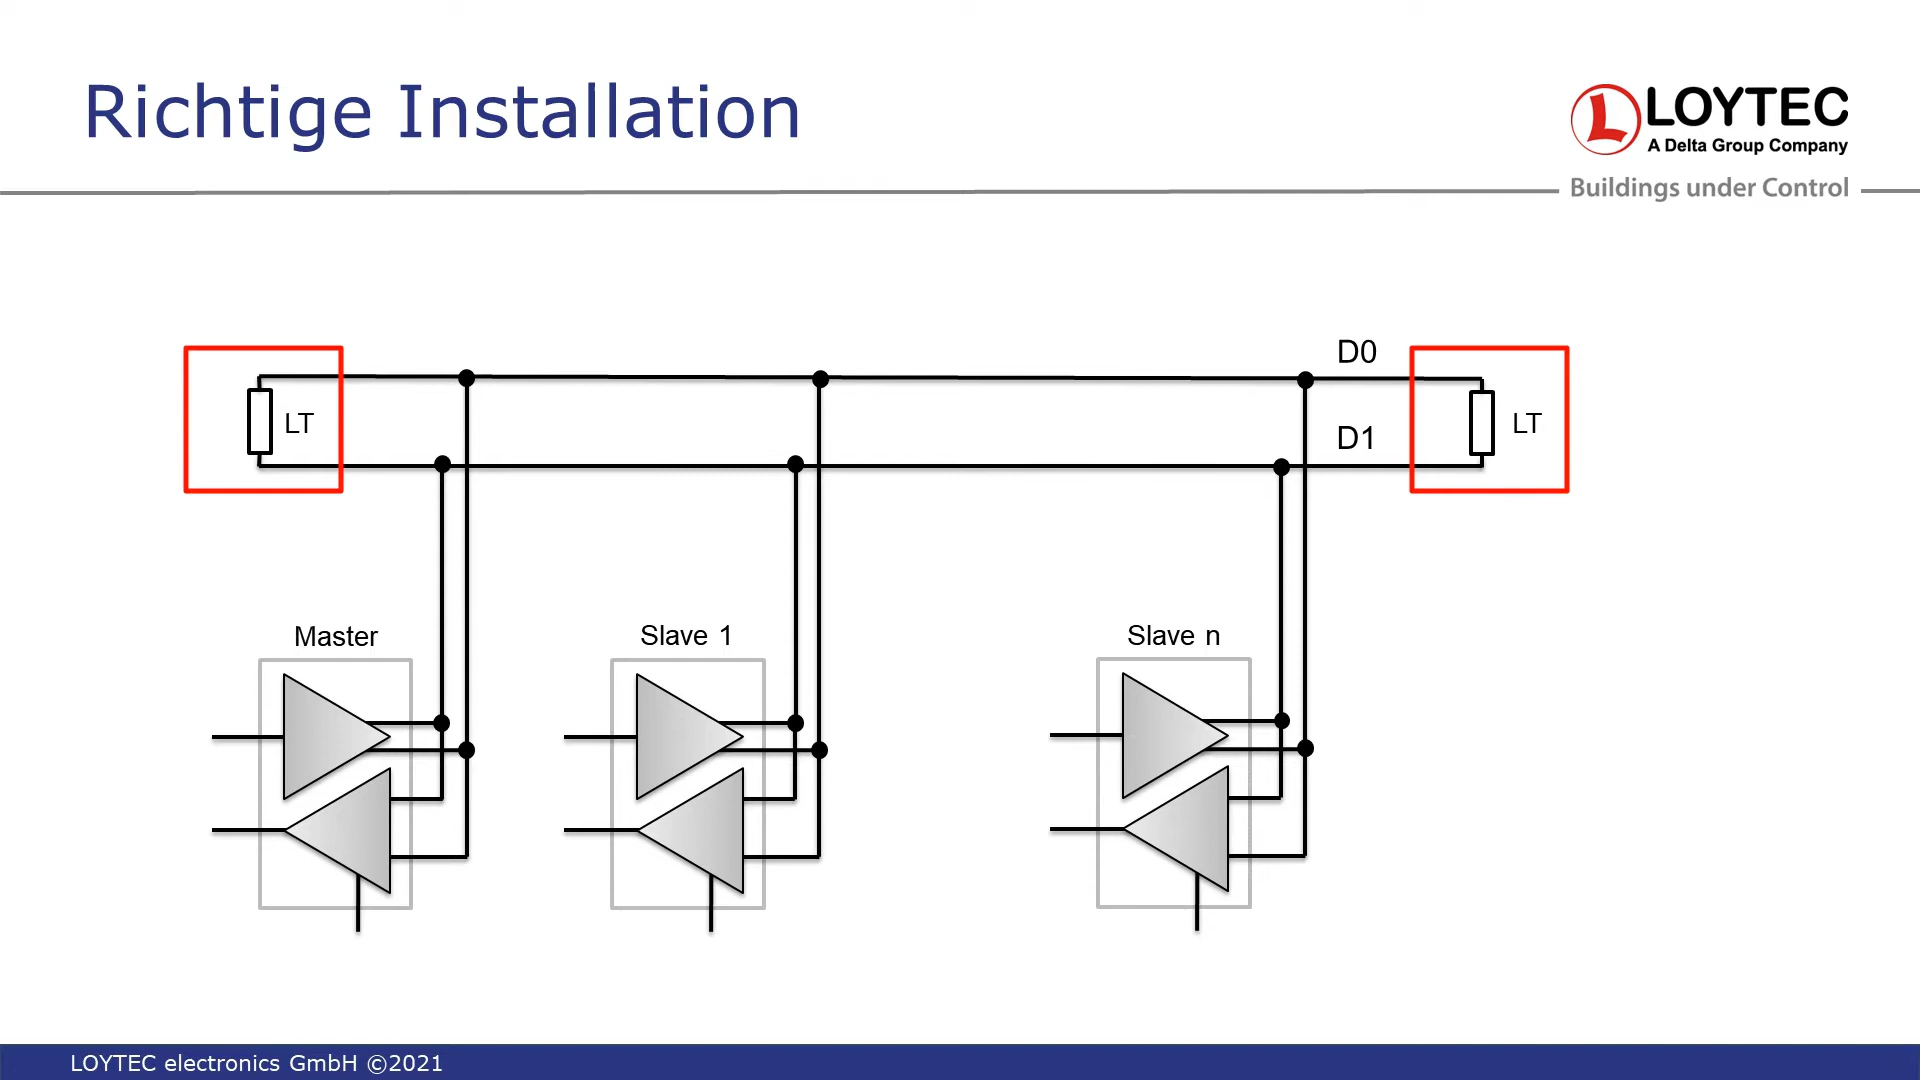 Richtige Installation
LOYTEC
A Delta Group Company
Buildings under Control
D0
LT
D1
LT
Master
Slave 1
Slave n
LOYTEC electronics GmbH ©2021